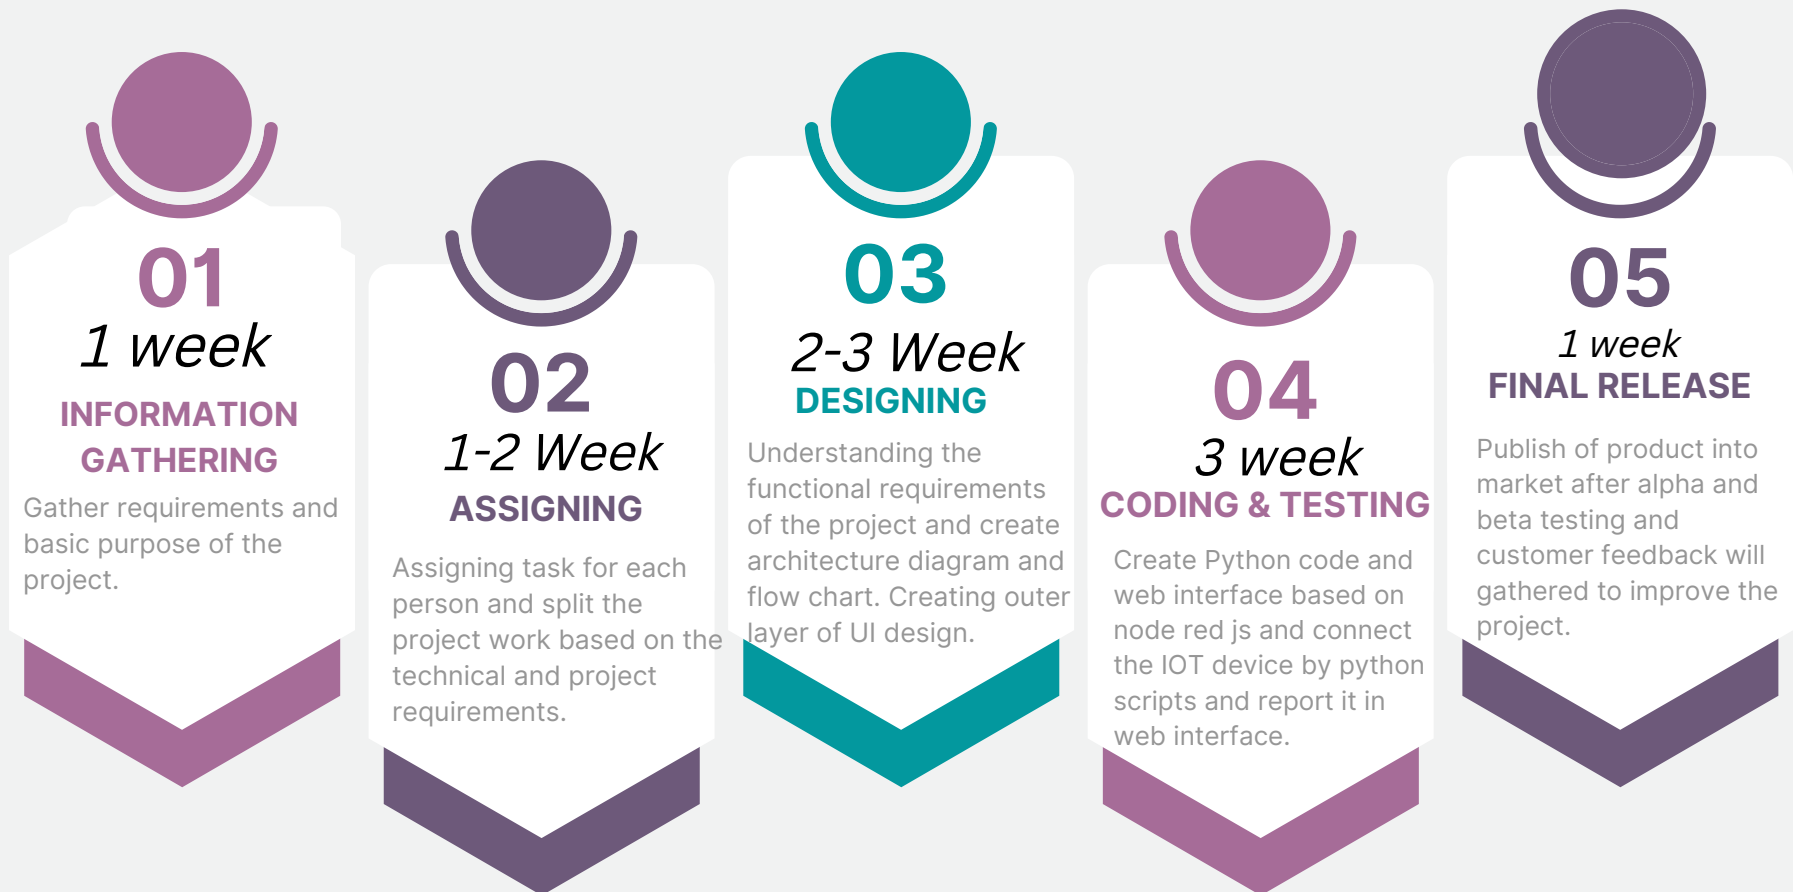 01
1 week
INFORMATION
GATHERING
Gather requirements and
basic purpose of the
project.
02
1-2 Week
ASSIGNING
Assigning task for each
person and split the
project work based on the
technical and project
requirements.
03
2-3 Week
DESIGNING
Understanding the
functional requirements
of the project and create
architecture diagram and
flow chart. Creating outer
layer of UI design.
04
3 week
CODING & TESTING
Create Python code and
web interface based on
node red js and connect
the IOT device by python
scripts and report it in
web interface.
05
1 week
FINAL RELEASE
Publish of product into
market after alpha and
beta testing and
customer feedback will
gathered to improve the
project.